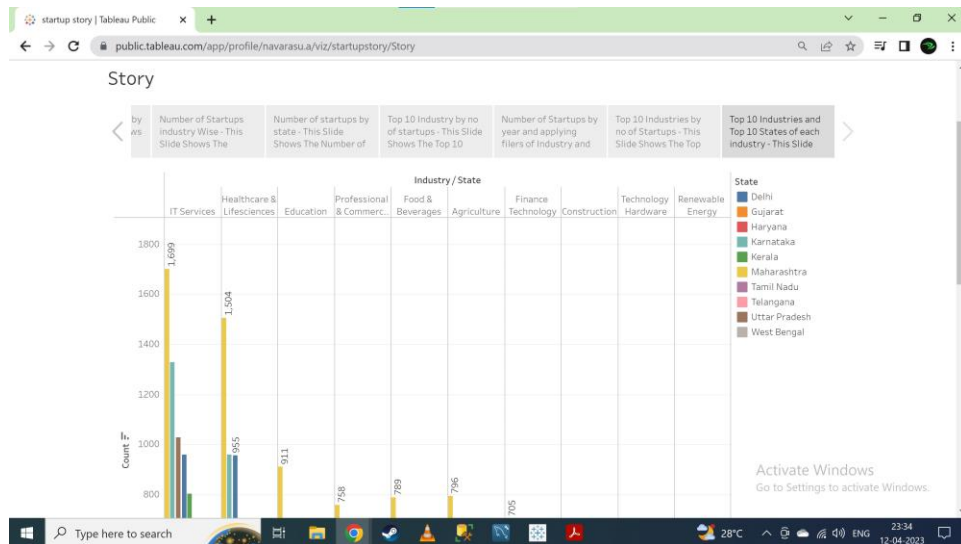 startup story | Tableau Public
public.tableau.com/app/profile/navarasu.a/viz/startupstory/Story
Story
by
ws
Number of Startups
industry Wise - This
Slide Shows The
Number of startups by
state - This Slide
Shows The Number of
Top 10 Industry by no
of startups - This Slide
Shows The Top 10
Number of Startups by
year and applying
filers of Industry and
Top 10 Industries by
no of Startups - This
Slide Shows The Top
Top 10 Industries and
Top 10 States of each
industry - This Slide
Industry / State
IT Services
Healthcare &
Lifesciences
Education
Professional
& Commerc..
Food &
Beverages
Agriculture
Finance
Technology
Construction
Technology
Hardware
Renewable
Energy
State
Delhi
Gujarat
Haryana
Karnataka
Kerala
Maharashtra
Tamil Nadu
Telangana
Uttar Pradesh
West Bengal
Count
1800
1600
1400
1200
1000
800
1,699
1,504
955
911
758
789
796
705
Activate Windows
Go to Settings to activate Windows.
Type here to search
28°C
ENG
23:34
12-04-2023